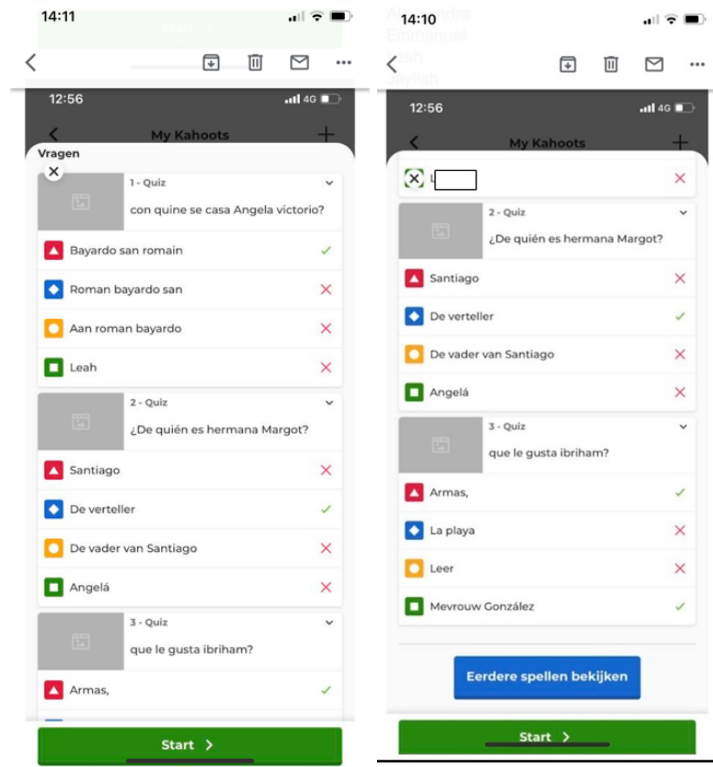 14:11
12:56
4G
My Kahoots
Vragen
1 - Quiz
con quine se casa Angela victorio?
Bayardo san romain
Roman bayardo san
Aan roman bayardo
Leah
2 - Quiz
¿De quién es hermana Margot?
Santiago
De verteller
De vader van Santiago
Angelá
3 - Quiz
que le gusta ibriham?
Armas,
Start
14:10
Emmanuel
12:56
4G
My Kahoots
2 - Quiz
¿De quién es hermana Margot?
Santiago
De verteller
De vader van Santiago
Angelá
3 - Quiz
que le gusta ibriham?
Armas,
La playa
Leer
Mevrouw González
Eerdere spellen bekijken
Start